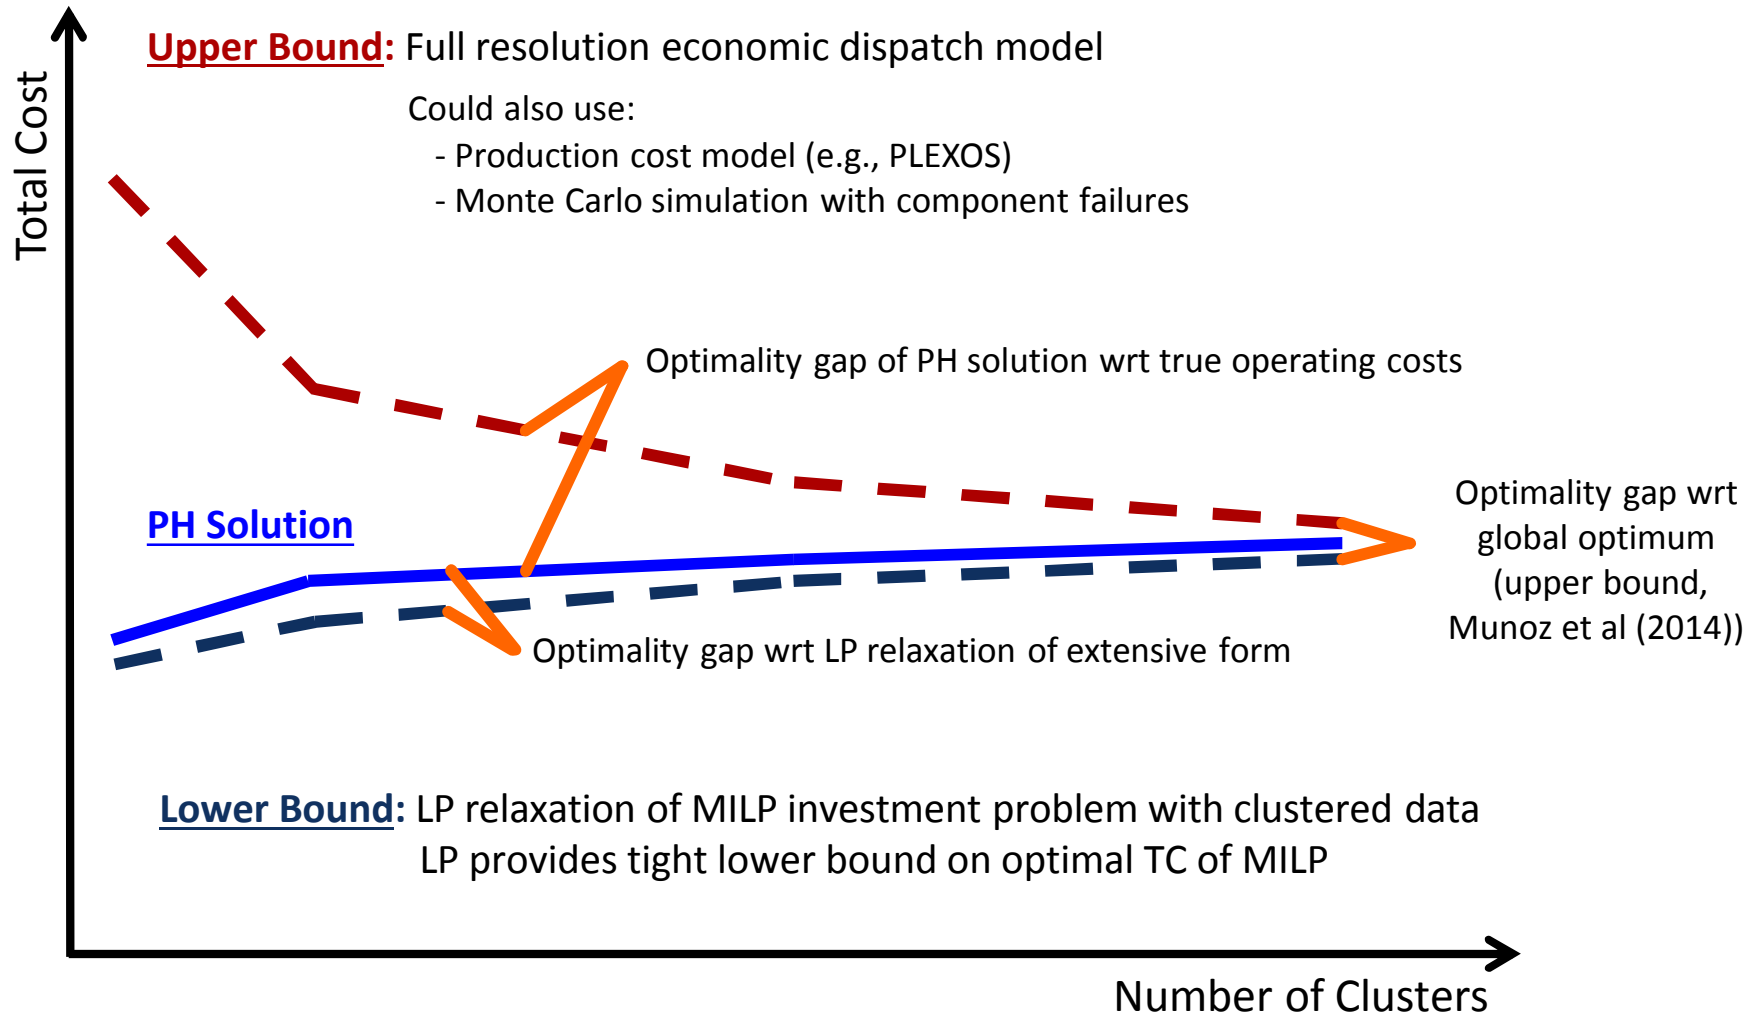 Total Cost
Upper Bound: Full resolution economic dispatch model
Could also use:
- Production cost model (e.g., PLEXOS)
- Monte Carlo simulation with component failures
Optimality gap of PH solution wrt true operating costs
PH Solution
Optimality gap wrt
global optimum
(upper bound,
Munoz et al (2014))
Optimality gap wrt LP relaxation of extensive form
Lower Bound: LP relaxation of MILP investment problem with clustered data
LP provides tight lower bound on optimal TC of MILP
Number of Clusters